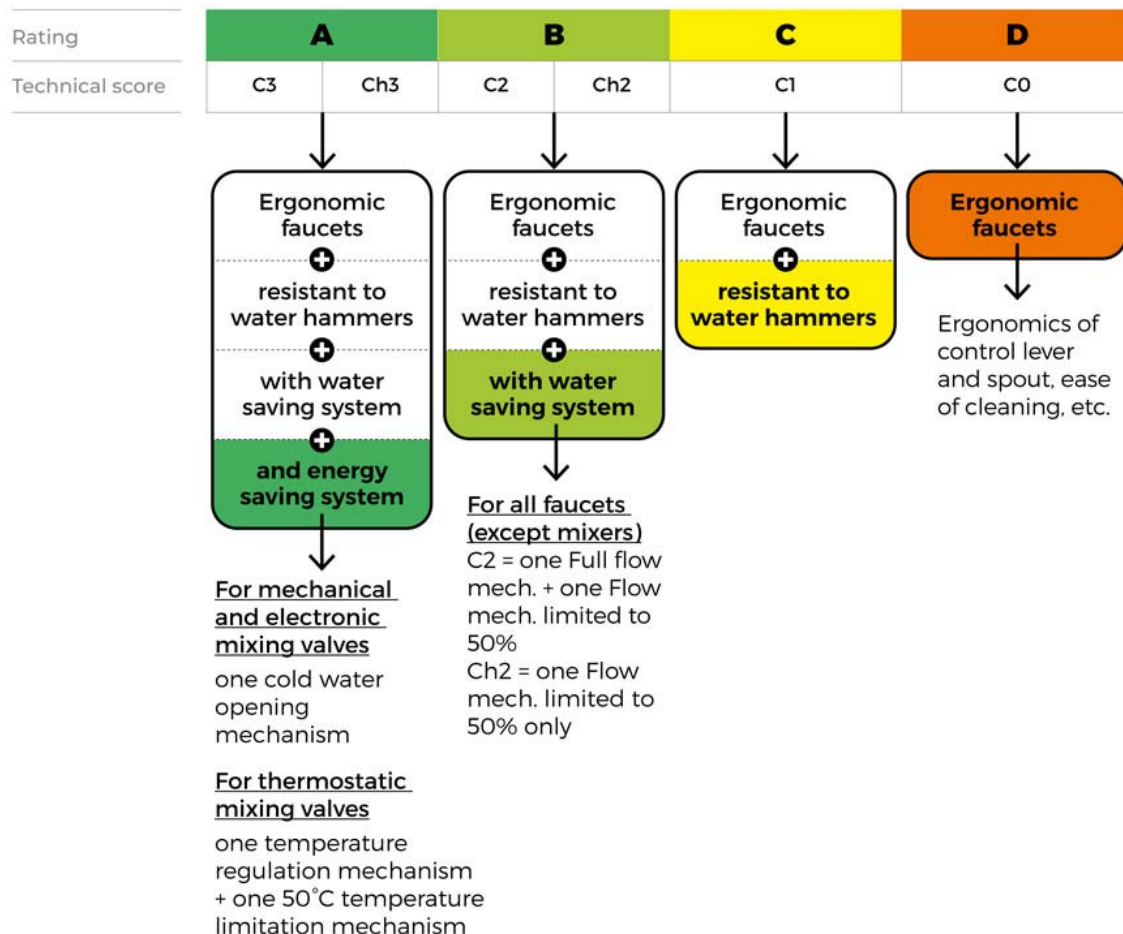 Rating A B C D
Technical score C3 Ch3 C2 Ch2 C1 C0
Ergonomic
faucets
+
resistant to
water hammers
+
with water
saving system
+
and energy
saving system
For mechanical
and electronic
mixing valves
one cold water
opening
mechanism
For thermostatic
mixing valves
one temperature
regulation mechanism
+ one 50°C temperature
limitation mechanism
Ergonomic
faucets
+
resistant to
water hammers
+
with water
saving system
For all faucets
(except mixers)
C2 = one Full flow
mech. + one Flow
mech. limited to
50%
Ch2 = one Flow
mech. limited to
50% only
Ergonomic
faucets
+
resistant to
water hammers
Ergonomic
faucets
Ergonomics of
control lever
and spout, ease
of cleaning, etc.